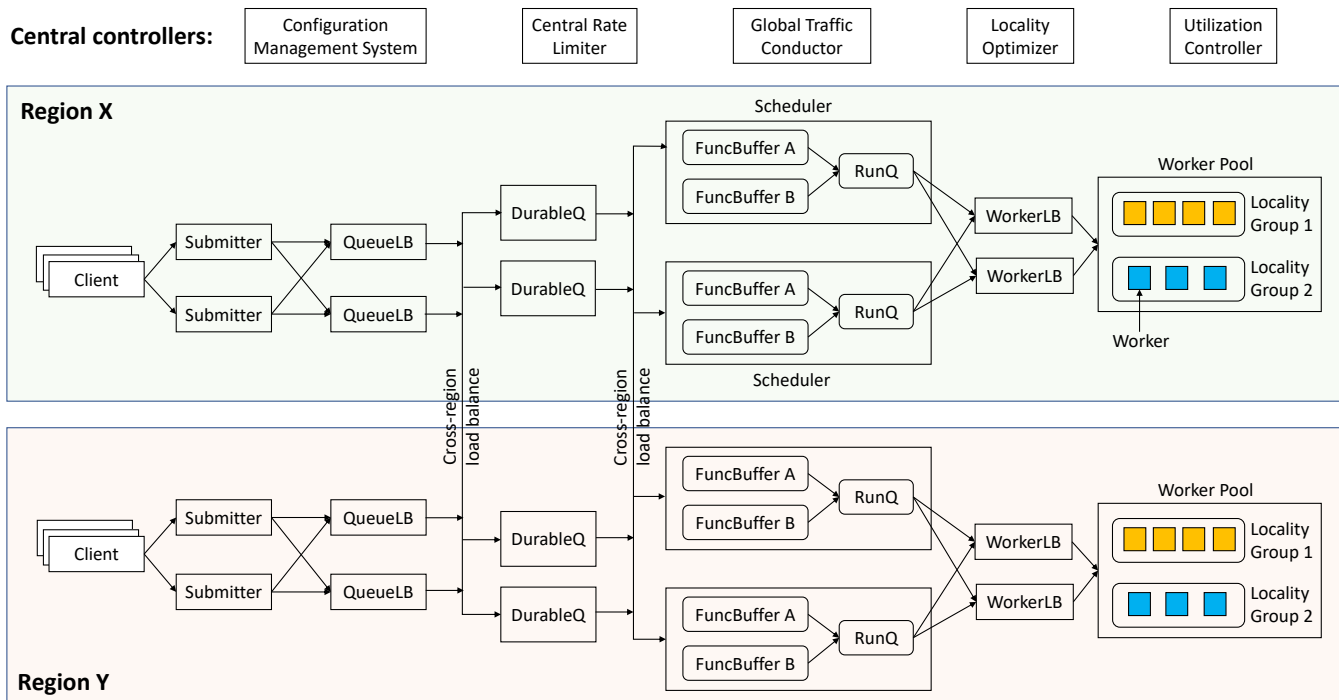 Central controllers:
Configuration
Management System
Central Rate
Limiter
Global Traffic
Conductor
Locality
Optimizer
Utilization
Controller
Region X
Scheduler
FuncBuffer A
FuncBuffer B
RunQ
DurableQ
DurableQ
Submitter
Submitter
QueueLB
QueueLB
Client
FuncBuffer A
FuncBuffer B
RunQ
Scheduler
WorkerLB
WorkerLB
Worker Pool
Locality
Group 1
Locality
Group 2
Worker
Cross-region
load balance
Cross-region
load balance
FuncBuffer A
FuncBuffer B
RunQ
Submitter
Submitter
QueueLB
QueueLB
Client
DurableQ
DurableQ
FuncBuffer A
FuncBuffer B
RunQ
WorkerLB
WorkerLB
Worker Pool
Locality
Group 1
Locality
Group 2
Region Y